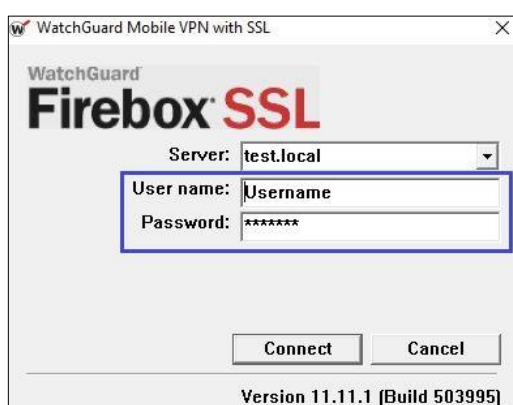 WatchGuard Mobile VPN with SSL
WatchGuard
Firebox SSL
Server: test.local
User name: Username
Password: *******
Connect Cancel
Version 11.11.1 (Build 503995)